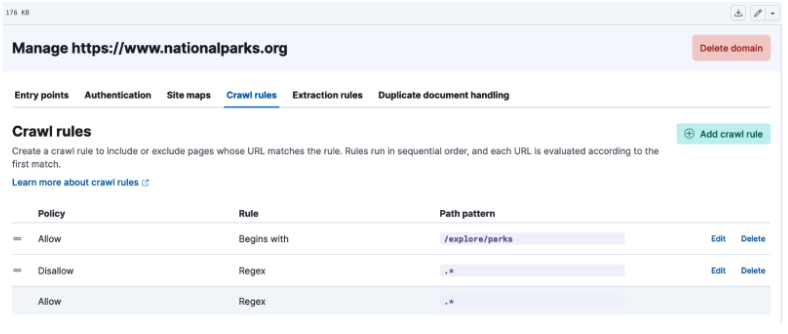 176 KB
Manage https://www.nationalparks.org
Delete domain
Entry points Authentication Site maps Crawl rules Extraction rules Duplicate document handling
Crawl rules
Add crawl rule
Create a crawl rule to include or exclude pages whose URL matches the rule. Rules run in sequential order, and each URL is evaluated according to the
first match.
Learn more about crawl rules
Policy Rule Path pattern
Allow Begins with /explore/parks Edit Delete
Disallow Regex .* Edit Delete
Allow Regex .*